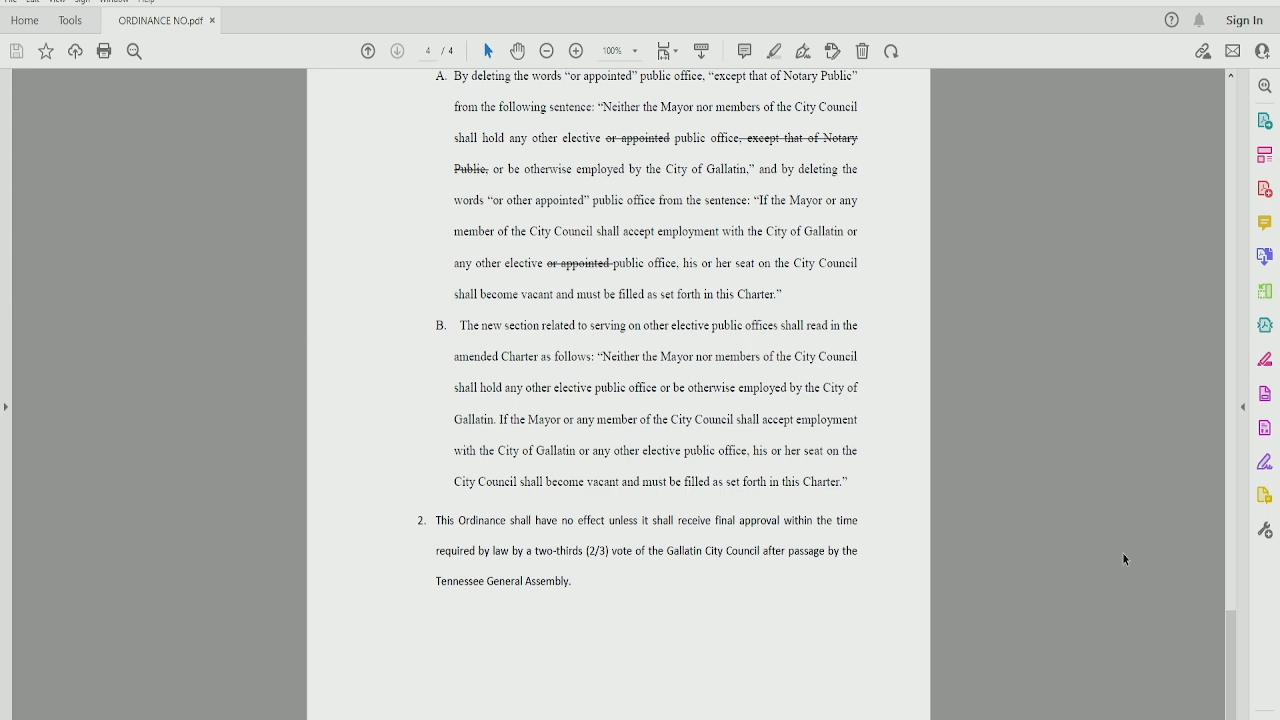 Home Tools ORDINANCE NO.pdf × Sign In
4 / 4 100%
A. By deleting the words “or appointed” public office, “except that of Notary Public”
from the following sentence: “Neither the Mayor nor members of the City Council
shall hold any other elective or appointed public office, except that of Notary
Public, or be otherwise employed by the City of Gallatin,” and by deleting the
words “or other appointed” public office from the sentence: “If the Mayor or any
member of the City Council shall accept employment with the City of Gallatin or
any other elective or appointed public office, his or her seat on the City Council
shall become vacant and must be filled as set forth in this Charter.”
B. The new section related to serving on other elective public offices shall read in the
amended Charter as follows: “Neither the Mayor nor members of the City Council
shall hold any other elective public office or be otherwise employed by the City of
Gallatin. If the Mayor or any member of the City Council shall accept employment
with the City of Gallatin or any other elective public office, his or her seat on the
City Council shall become vacant and must be filled as set forth in this Charter.”
2. This Ordinance shall have no effect unless it shall receive final approval within the time
required by law by a two-thirds (2/3) vote of the Gallatin City Council after passage by the
Tennessee General Assembly.